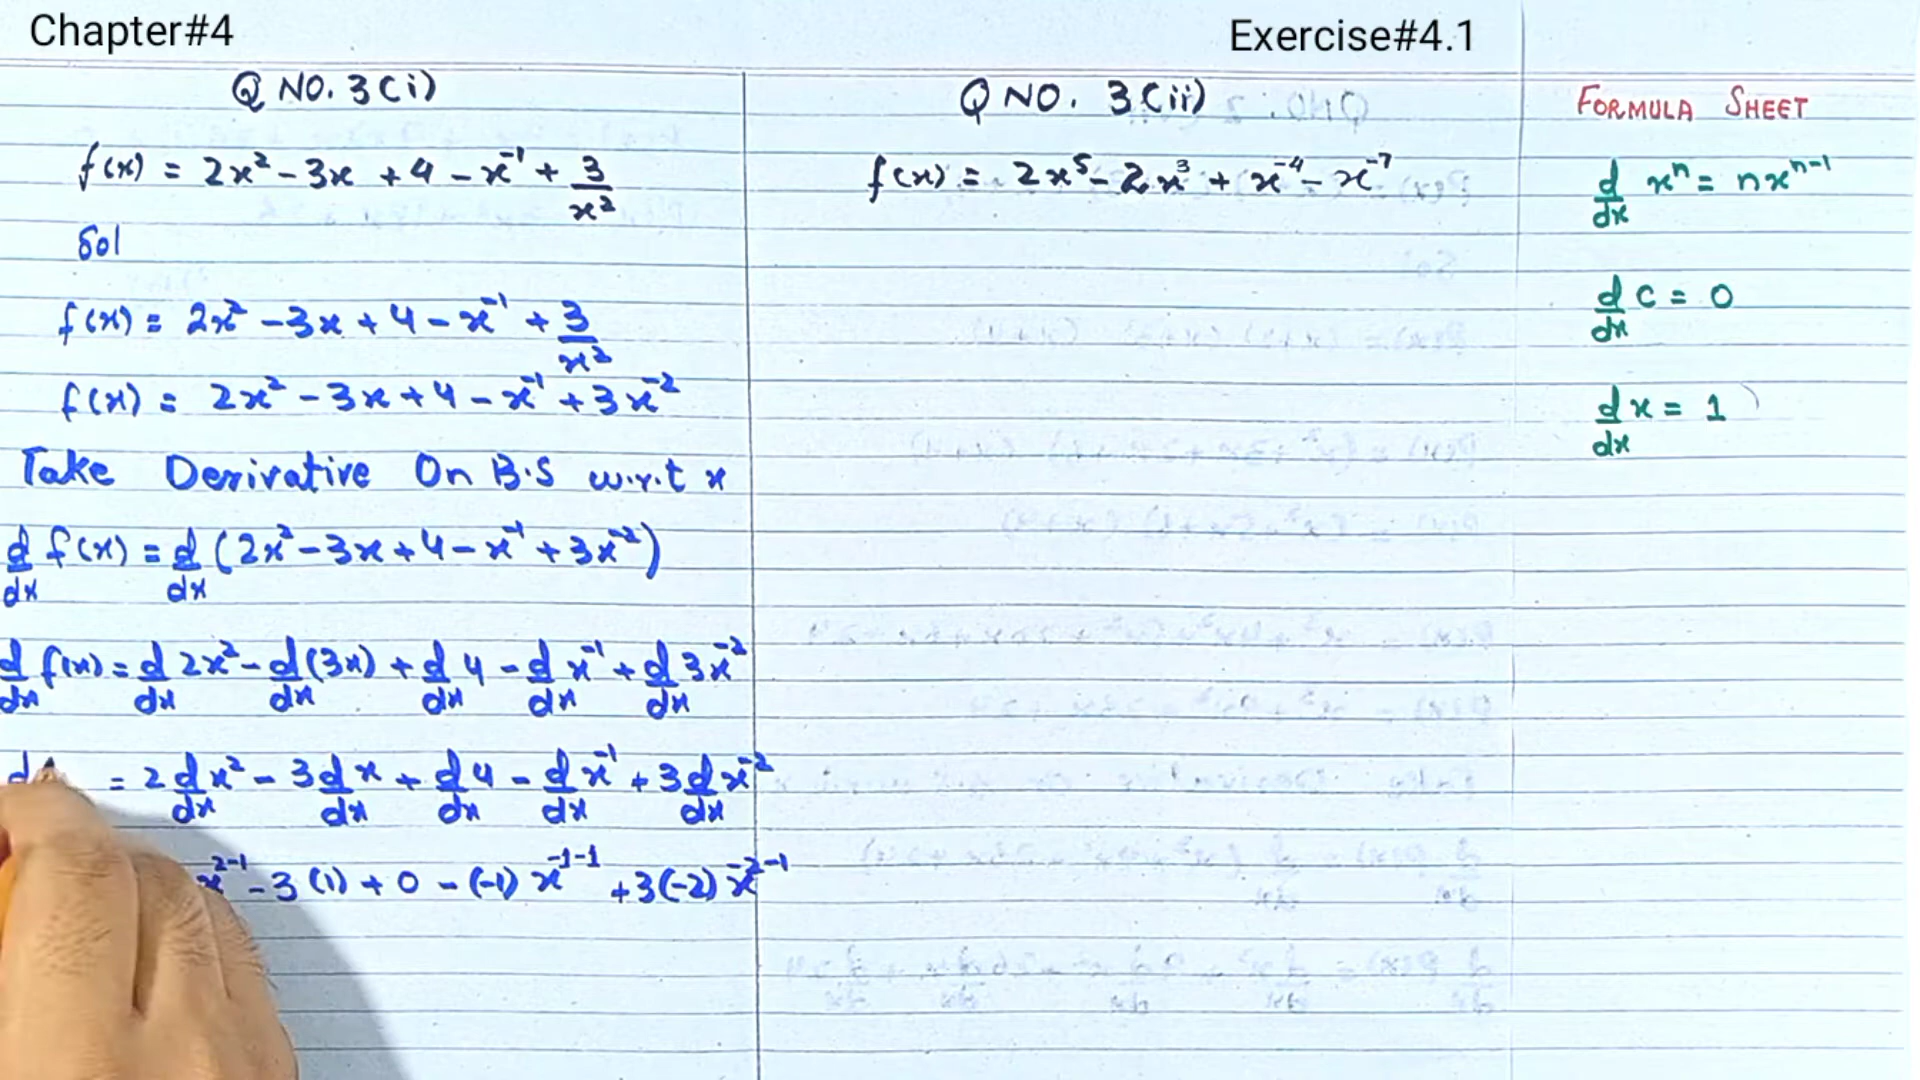 Chapter#4
Exercise#4.1
Q NO. 3(i)
f(x) = 2x² - 3x + 4 - x⁻¹ + 3/x²
Sol
f(x) = 2x² - 3x + 4 - x⁻¹ + 3/x²
f(x) = 2x² - 3x + 4 - x⁻¹ + 3x⁻²
Take Derivative On B.S w.r.t x
d/dx f(x) = d/dx (2x² - 3x + 4 - x⁻¹ + 3x⁻²)
d/dx f(x) = d/dx 2x² - d/dx (3x) + d/dx 4 - d/dx x⁻¹ + d/dx 3x⁻²
= 2 d/dx x² - 3 d/dx x + d/dx 4 - d/dx x⁻¹ + 3 d/dx x⁻²
x²⁻¹ - 3(1) + 0 - (-1) x⁻¹⁻¹ + 3(-2) x⁻²⁻¹
Q NO. 3(ii)
f(x) = 2x⁵ - 2x³ + x⁻⁴ - x⁻⁷
FORMULA SHEET
d/dx xⁿ = nxⁿ⁻¹
d/dx c = 0
d/dx x = 1